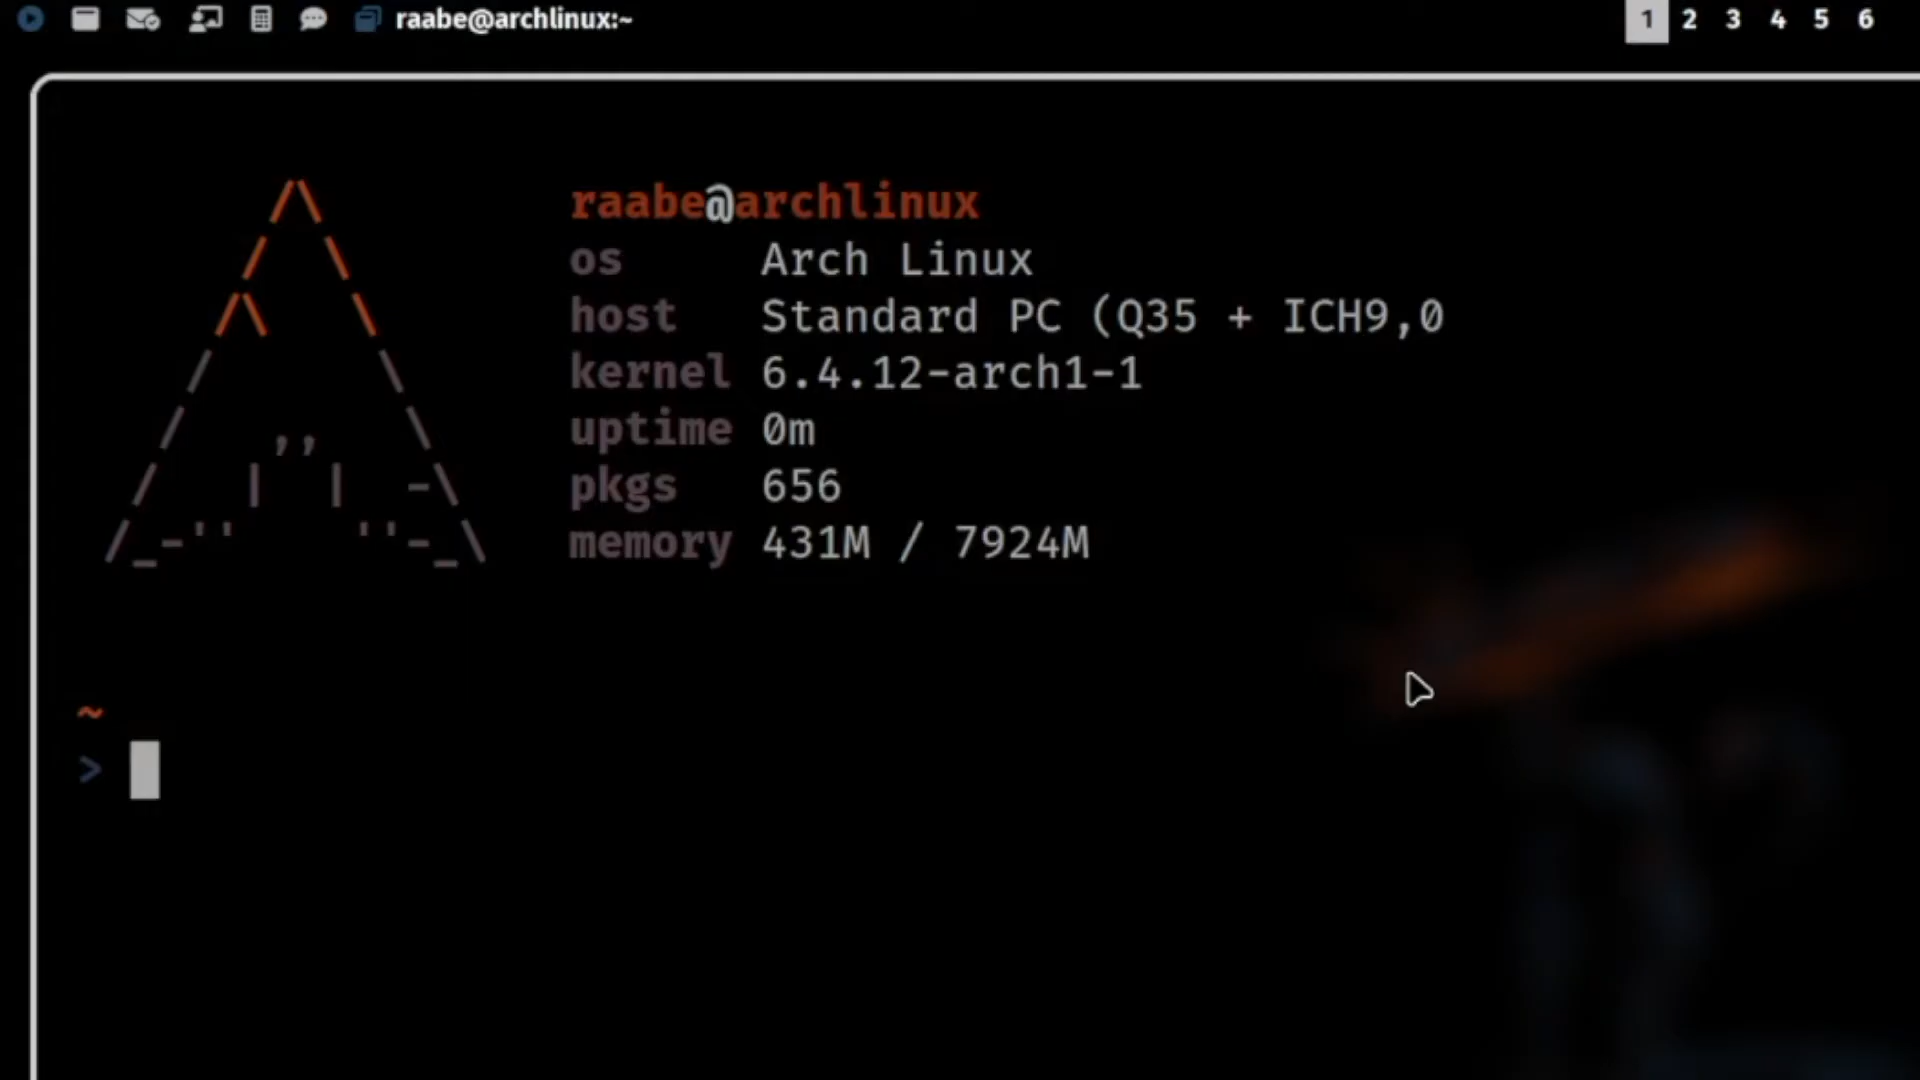 raabe@archlinux:~
1 2 3 4 5 6
raabe@archlinux
os Arch Linux
host Standard PC (Q35 + ICH9,0
kernel 6.4.12-arch1-1
uptime 0m
pkgs 656
memory 431M / 7924M
~
>